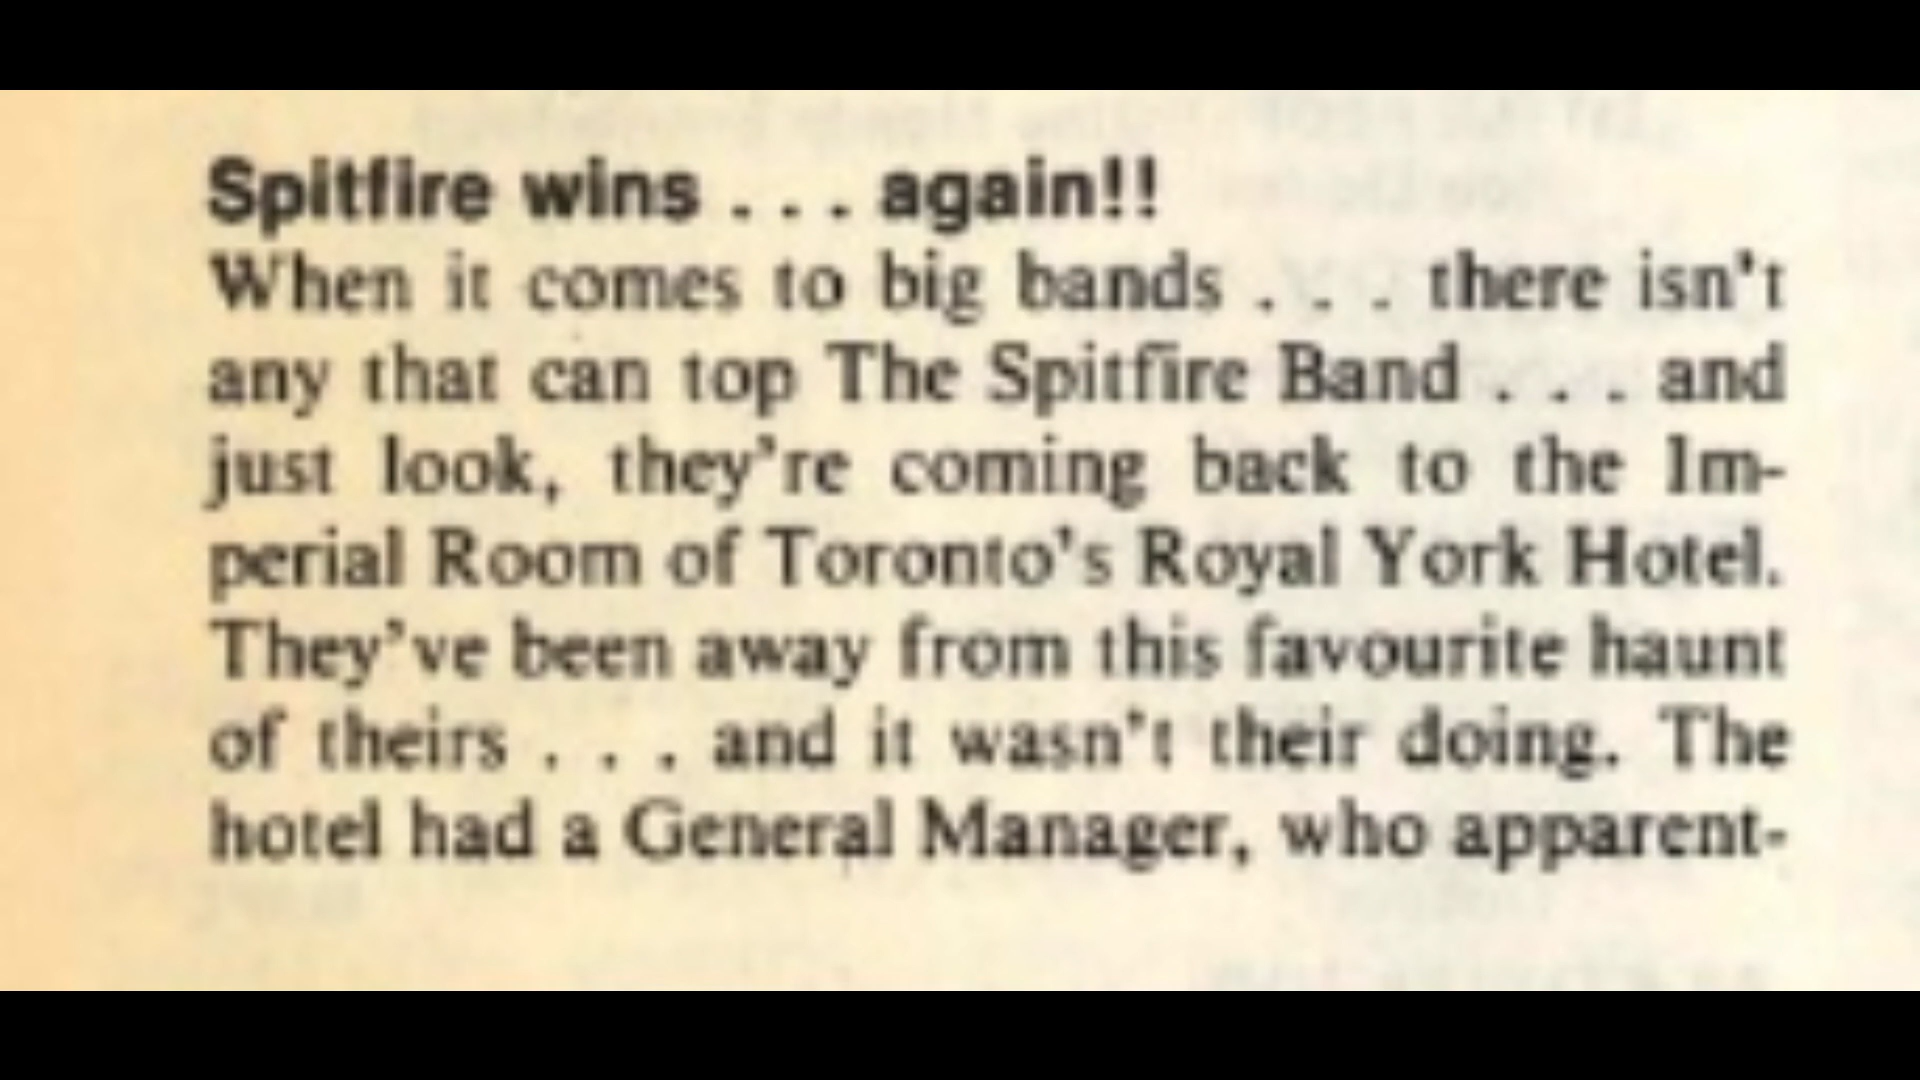 Spitfire wins . . . again!!
When it comes to big bands . . . there isn't
any that can top The Spitfire Band . . . and
just look, they're coming back to the Im-
perial Room of Toronto's Royal York Hotel.
They've been away from this favourite haunt
of theirs . . . and it wasn't their doing. The
hotel had a General Manager, who apparent-